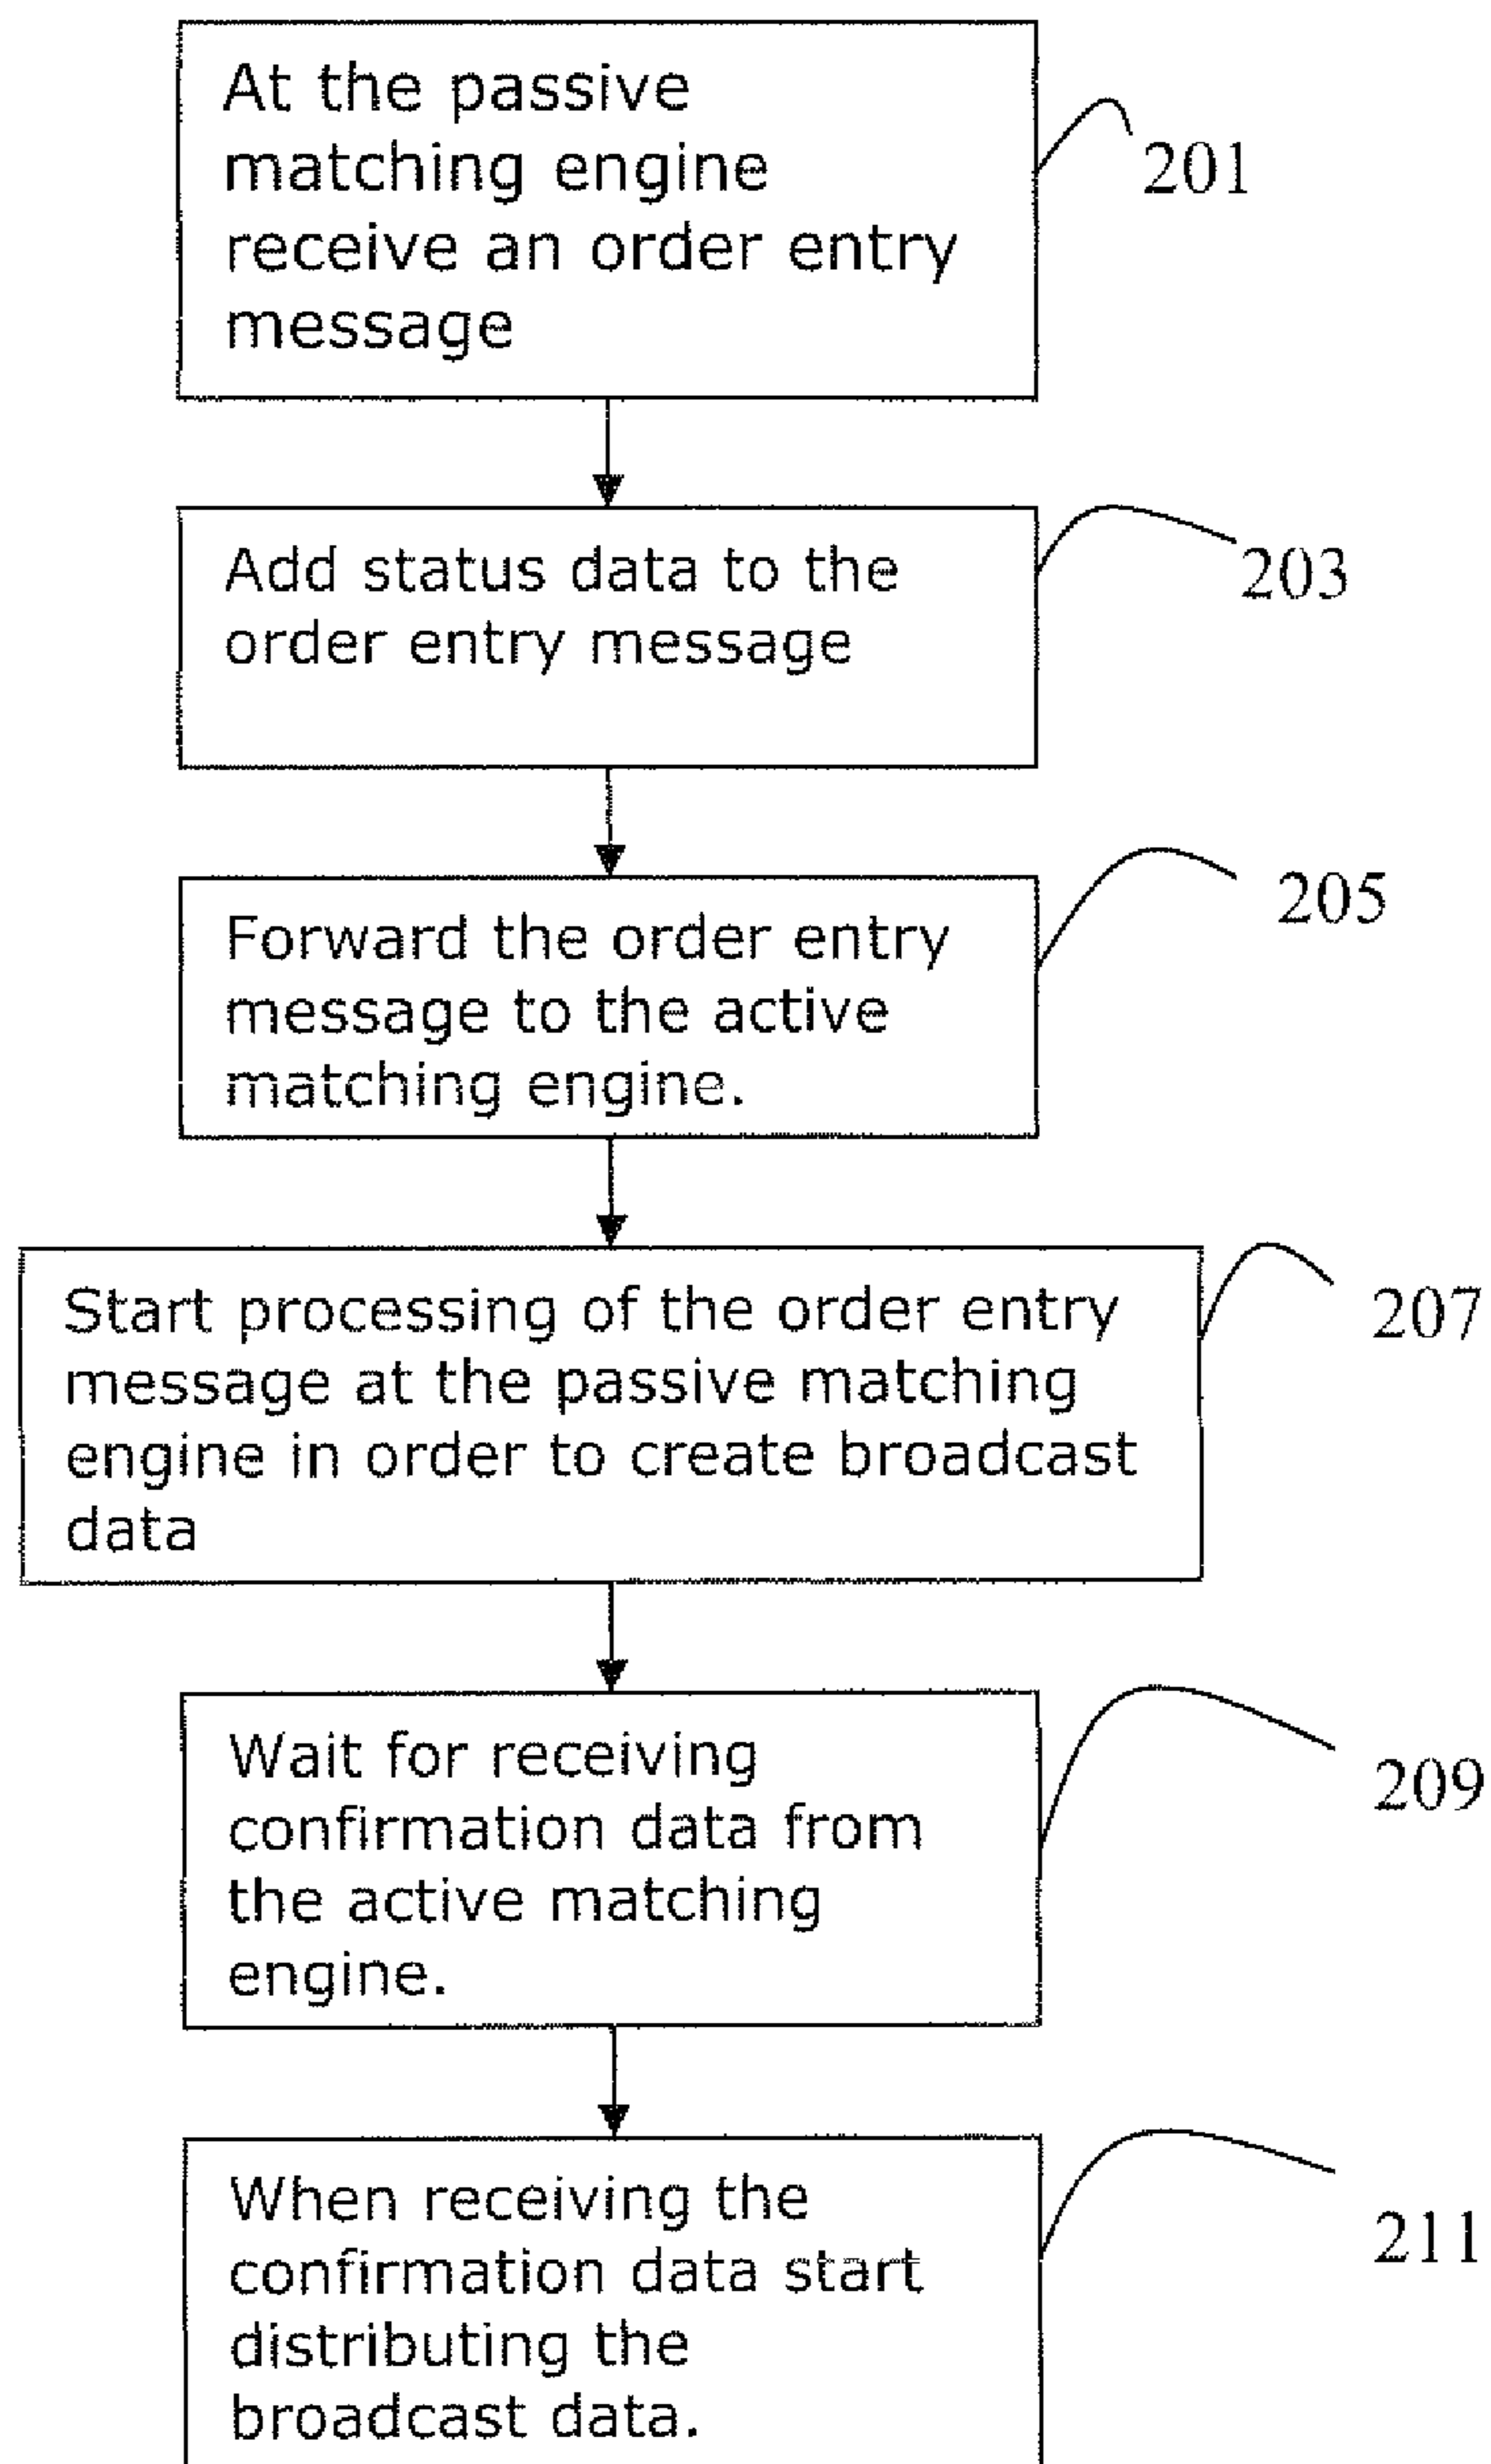 At the passive
matching engine
receive an order entry
message
201
Add status data to the
order entry message
203
Forward the order entry
message to the active
matching engine.
205
Start processing of the order entry
message at the passive matching
engine in order to create broadcast
data
207
Wait for receiving
confirmation data from
the active matching
engine.
209
When receiving the
confirmation data start
distributing the
broadcast data.
211